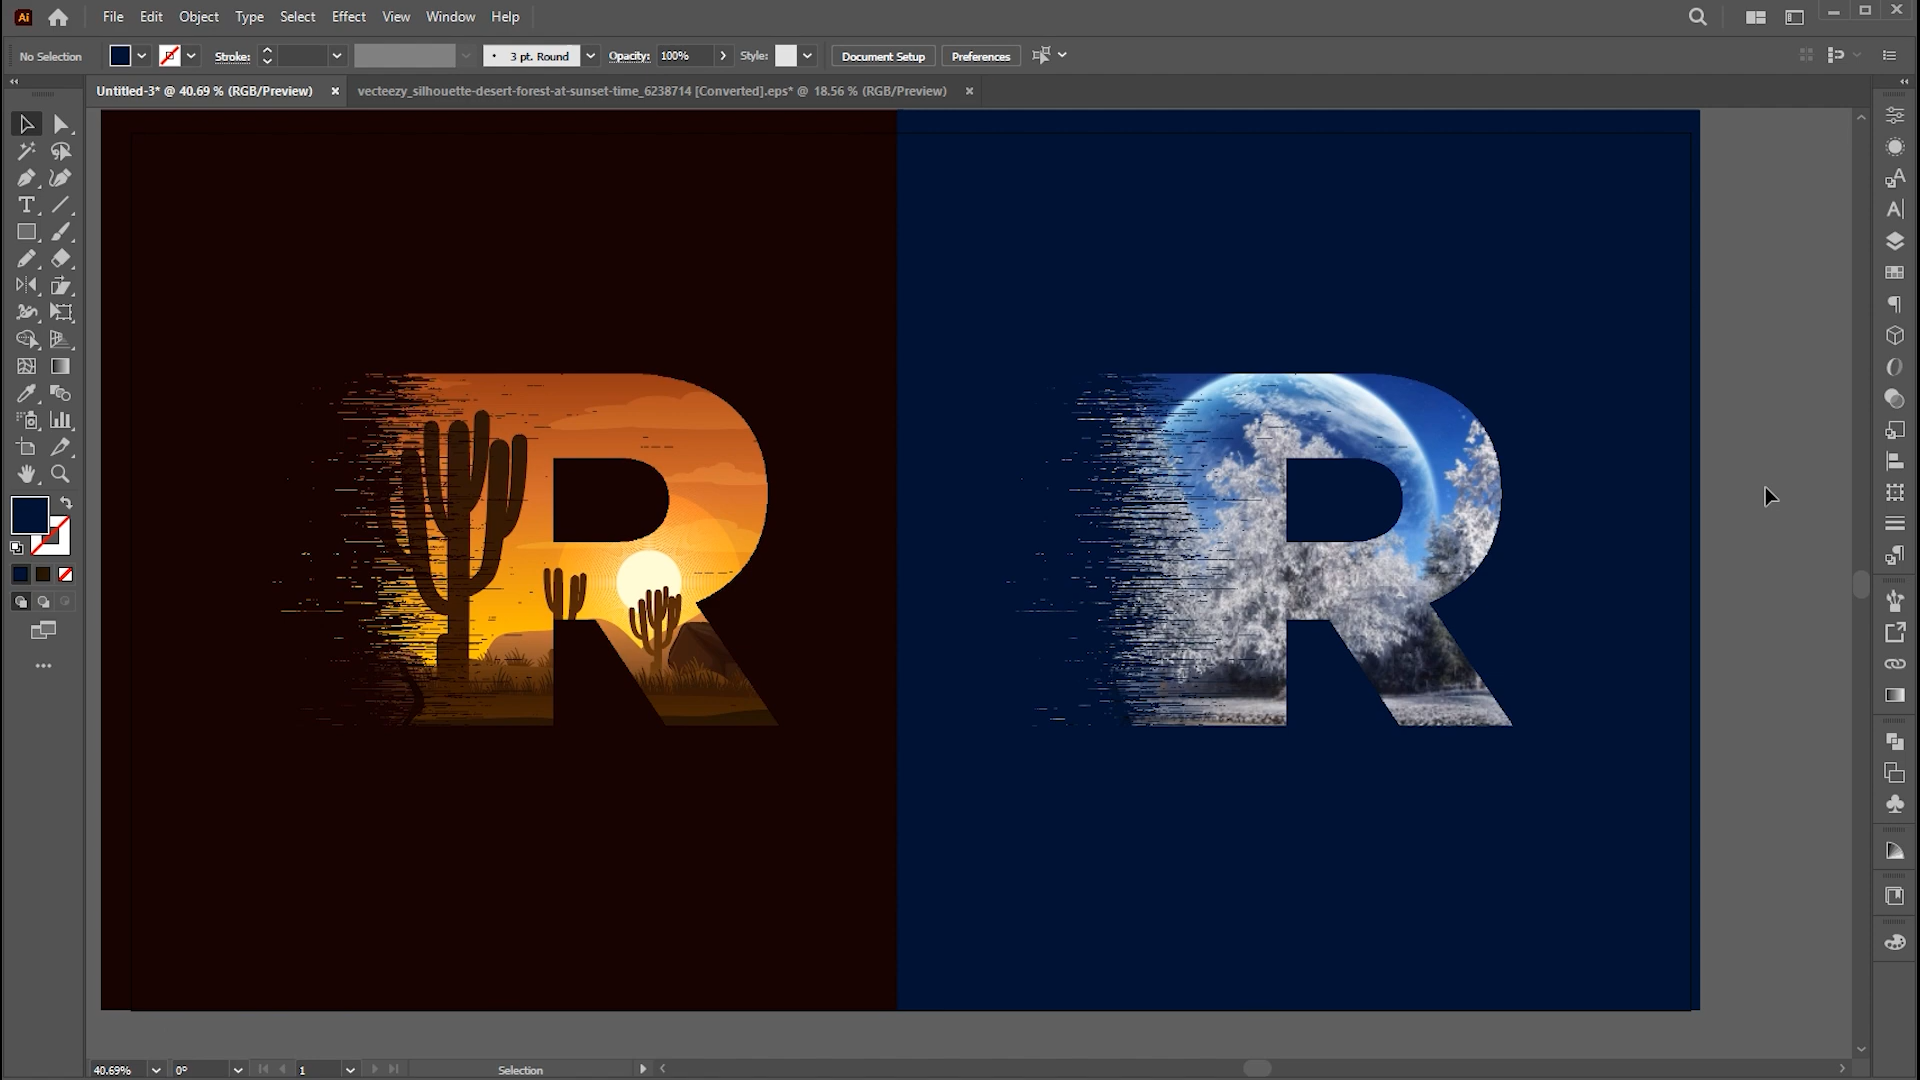 Ai File Edit Object Type Select Effect View Window Help
No Selection Stroke: 3 pt. Round Opacity: 100% Style: Document Setup Preferences
Untitled-3* @ 40.69 % (RGB/Preview) × vecteezy_silhouette-desert-forest-at-sunset-time_6238714 [Converted].eps* @ 18.56 % (RGB/Preview) ×
R R
40.69% 0° 1 Selection